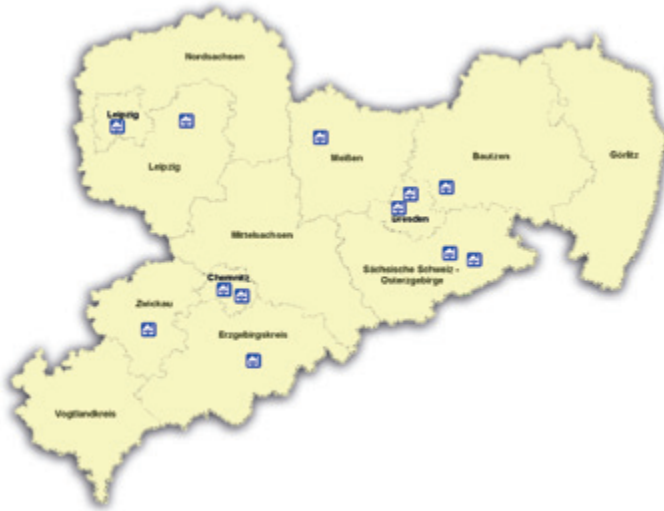 Nordsachsen
Leipzig
Leipzig
Meißen
Bautzen
Görlitz
Dresden
Mittelsachsen
Sächsische Schweiz -
Osterzgebirge
Chemnitz
Zwickau
Erzgebirgskreis
Vogtlandkreis